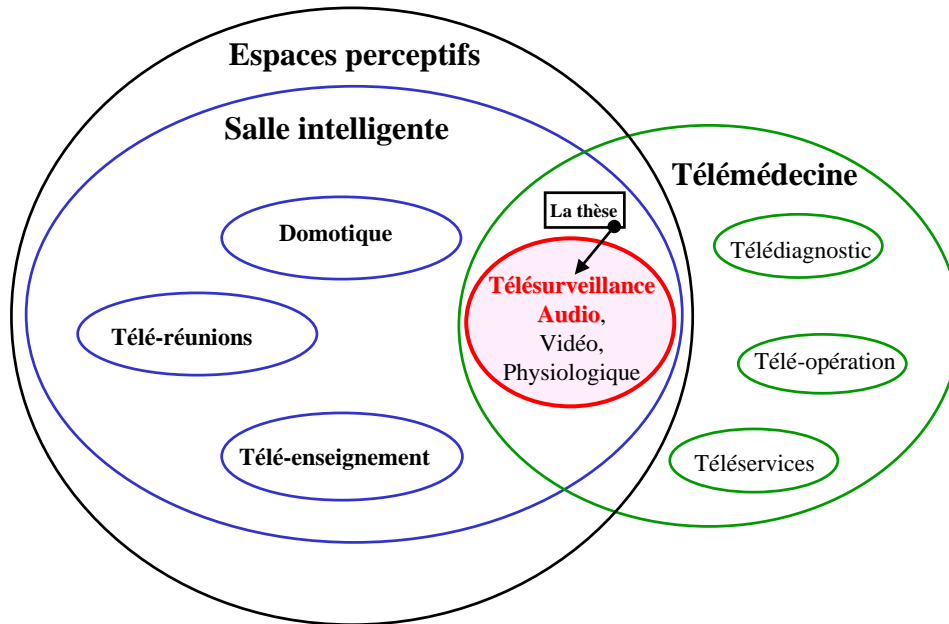 Espaces perceptifs
Salle intelligente
Télémédecine
La thèse
Domotique
Télédiagnostic
Télésurveillance
Audio,
Télé-réunions
Vidéo,
Télé-opération
Physiologique
Télé-enseignement
Téléservices